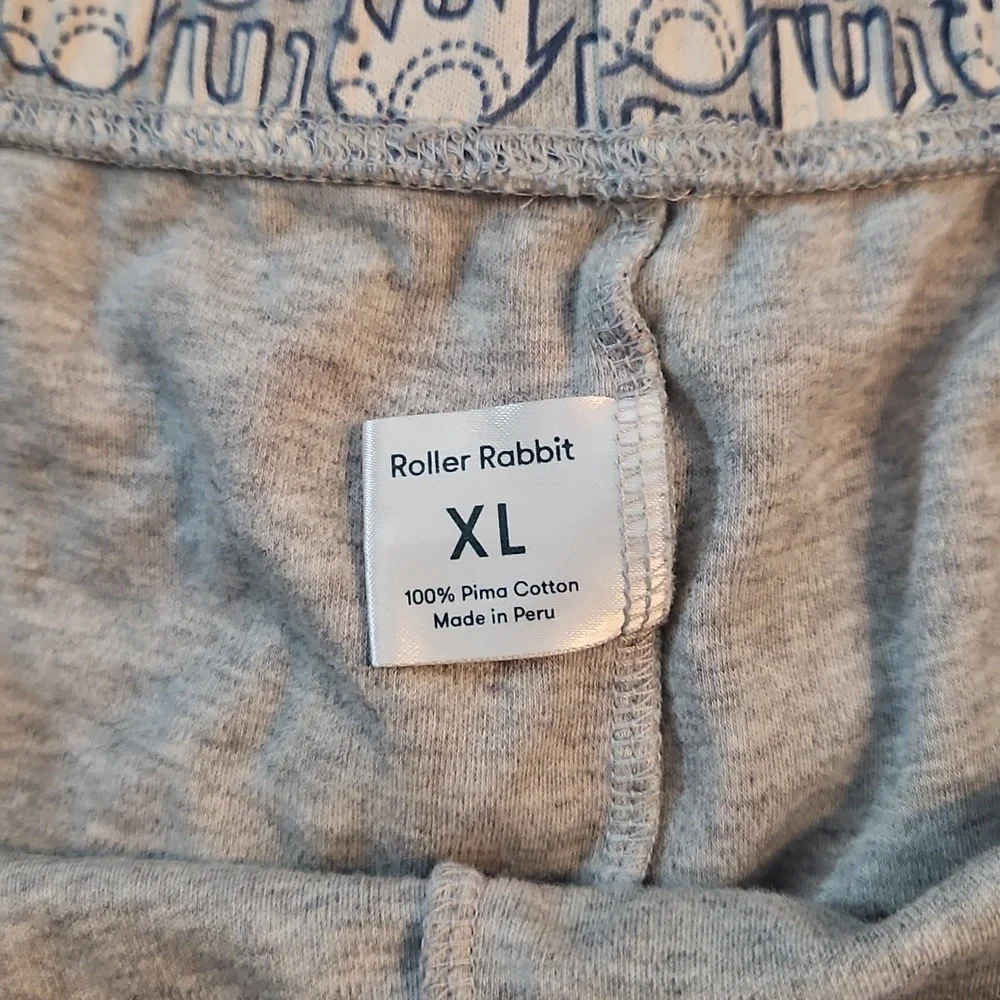 Roller Rabbit
XL
100% Pima Cotton
Made in Peru